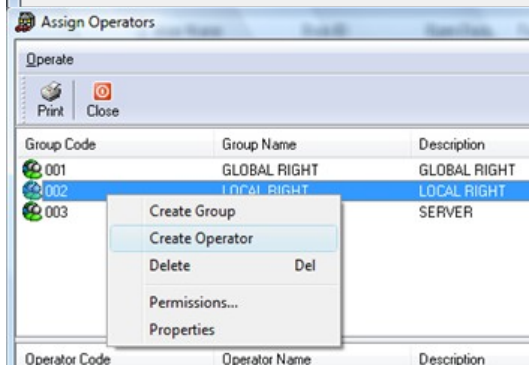 Assign Operators
Operate
Print Close
Group Code Group Name Description
001 GLOBAL RIGHT GLOBAL RIGHT
002 LOCAL RIGHT LOCAL RIGHT
003 SERVER
Create Group
Create Operator
Delete Del
Permissions...
Properties
Operator Code Operator Name Description